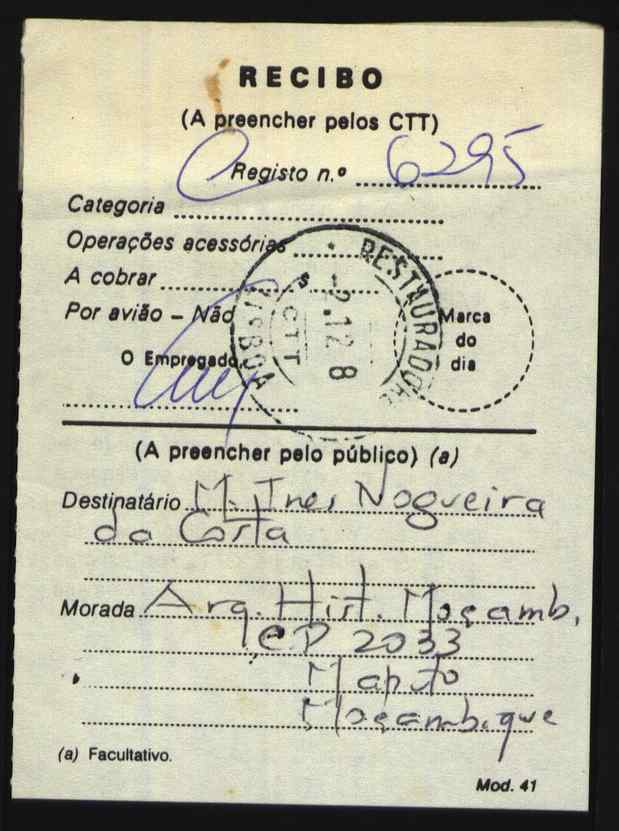 RECIBO
(A preencher pelos CTT)
Registo n.º 6295
Categoria
Operações acessórias
A cobrar
Por avião – Não
O Empregado
RESTAURADORES
CTT
LISBOA
Marca
do
dia
(A preencher pelo público) (a)
Destinatário M. Ines Nogueira
da Costa
Morada Arq. Hist. Moçamb.
CP 2033
Maputo
Moçambique
(a) Facultativo.
Mod. 41